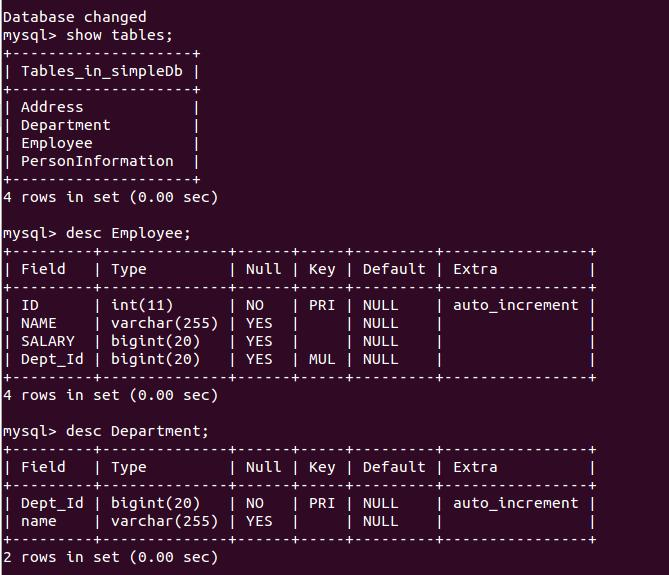 Database changed
mysql> show tables;
+--------------------+
| Tables_in_simpleDb |
+--------------------+
| Address            |
| Department         |
| Employee           |
| PersonInformation  |
+--------------------+
4 rows in set (0.00 sec)
mysql> desc Employee;
+---------+--------------+------+-----+---------+----------------+
| Field   | Type         | Null | Key | Default | Extra          |
+---------+--------------+------+-----+---------+----------------+
| ID      | int(11)      | NO   | PRI | NULL    | auto_increment |
| NAME    | varchar(255) | YES  |     | NULL    |                |
| SALARY  | bigint(20)   | YES  |     | NULL    |                |
| Dept_Id | bigint(20)   | YES  | MUL | NULL    |                |
+---------+--------------+------+-----+---------+----------------+
4 rows in set (0.00 sec)
mysql> desc Department;
+---------+--------------+------+-----+---------+----------------+
| Field   | Type         | Null | Key | Default | Extra          |
+---------+--------------+------+-----+---------+----------------+
| Dept_Id | bigint(20)   | NO   | PRI | NULL    | auto_increment |
| name    | varchar(255) | YES  |     | NULL    |                |
+---------+--------------+------+-----+---------+----------------+
2 rows in set (0.00 sec)